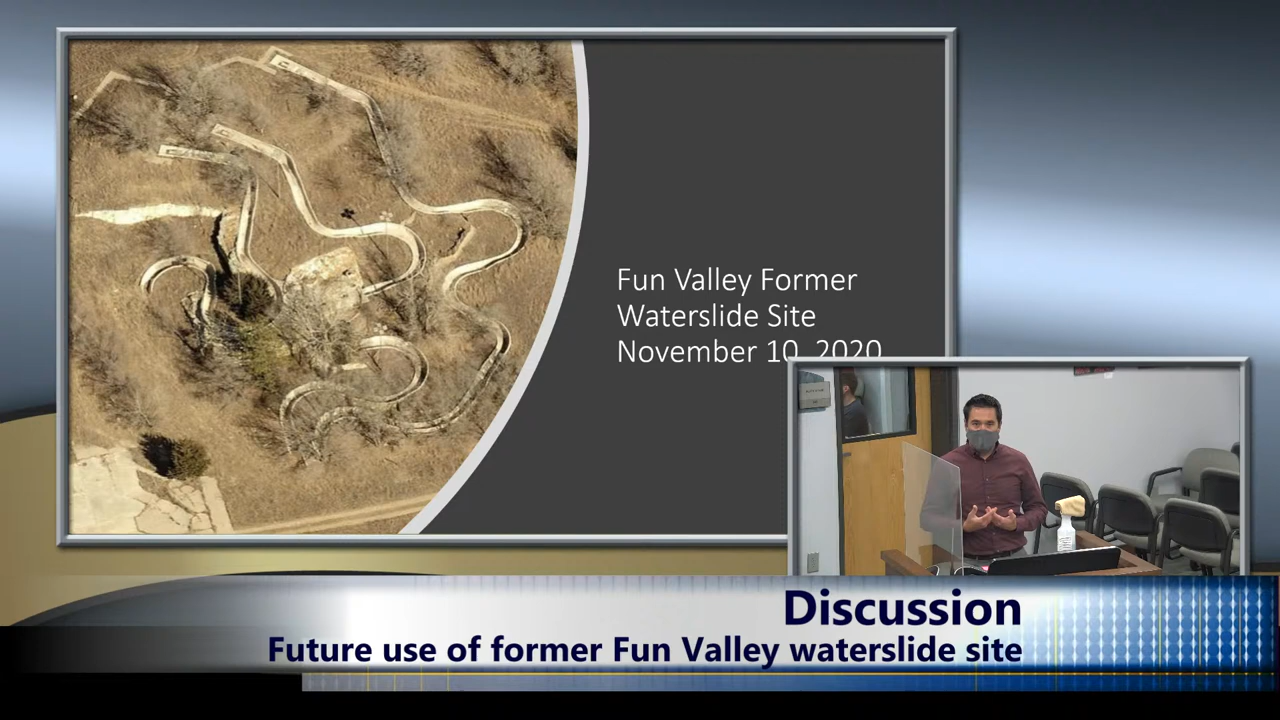 Fun Valley Former
Waterslide Site
November 10, 2020
Discussion
Future use of former Fun Valley waterslide site